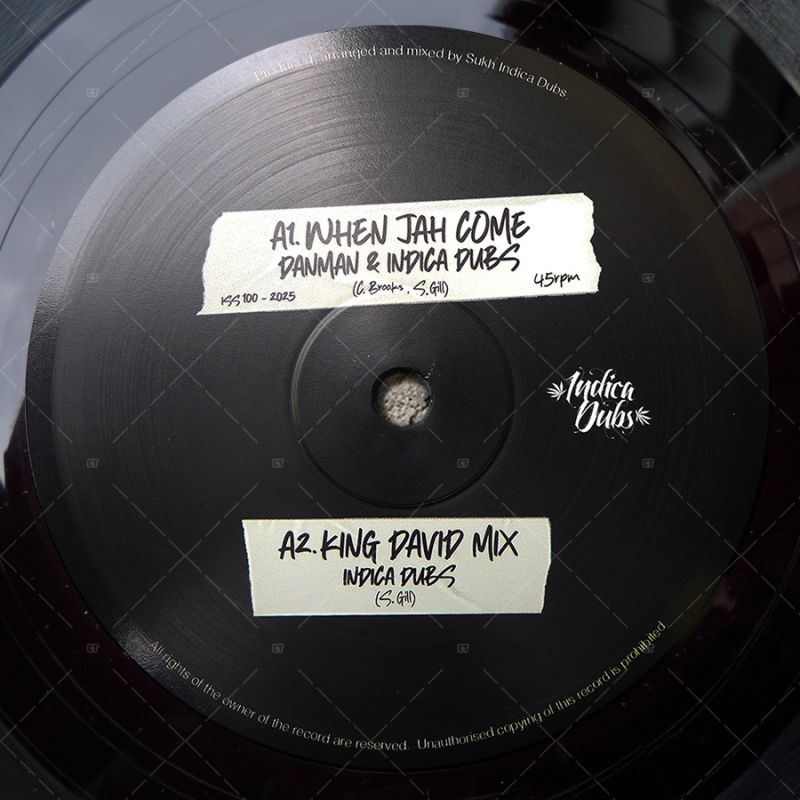 Produced, arranged and mixed by Sukh Indica Dubs.
A1. WHEN JAH COME
DANMAN & INDICA DUBS
(C. Brooks, S. Gill)
ISS 100 - 2025
45rpm
Indica
Dubs
A2. KING DAVID MIX
INDICA DUBS
(S. Gill)
All rights of the owner of the record are reserved. Unauthorised copying of this record is prohibited.